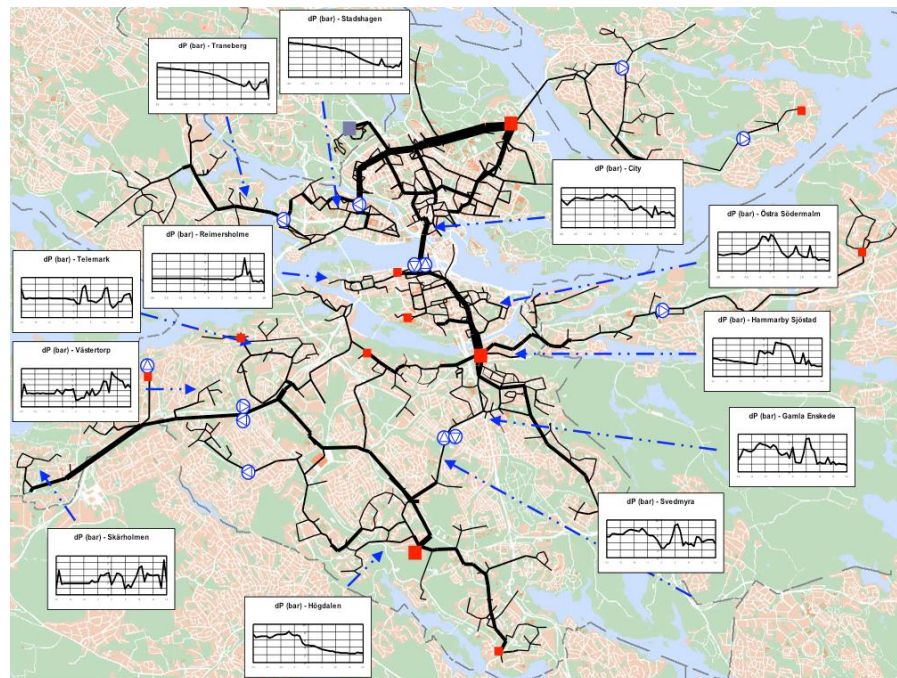 dP (bar) - Traneberg
dP (bar) - Stadshagen
dP (bar) - City
dP (bar) - Östra Södermalm
dP (bar) - Reimersholme
dP (bar) - Telemark
dP (bar) - Hammarby Sjöstad
dP (bar) - Västertorp
dP (bar) - Gamla Enskede
dP (bar) - Svedmyra
dP (bar) - Skärholmen
dP (bar) - Högdalen